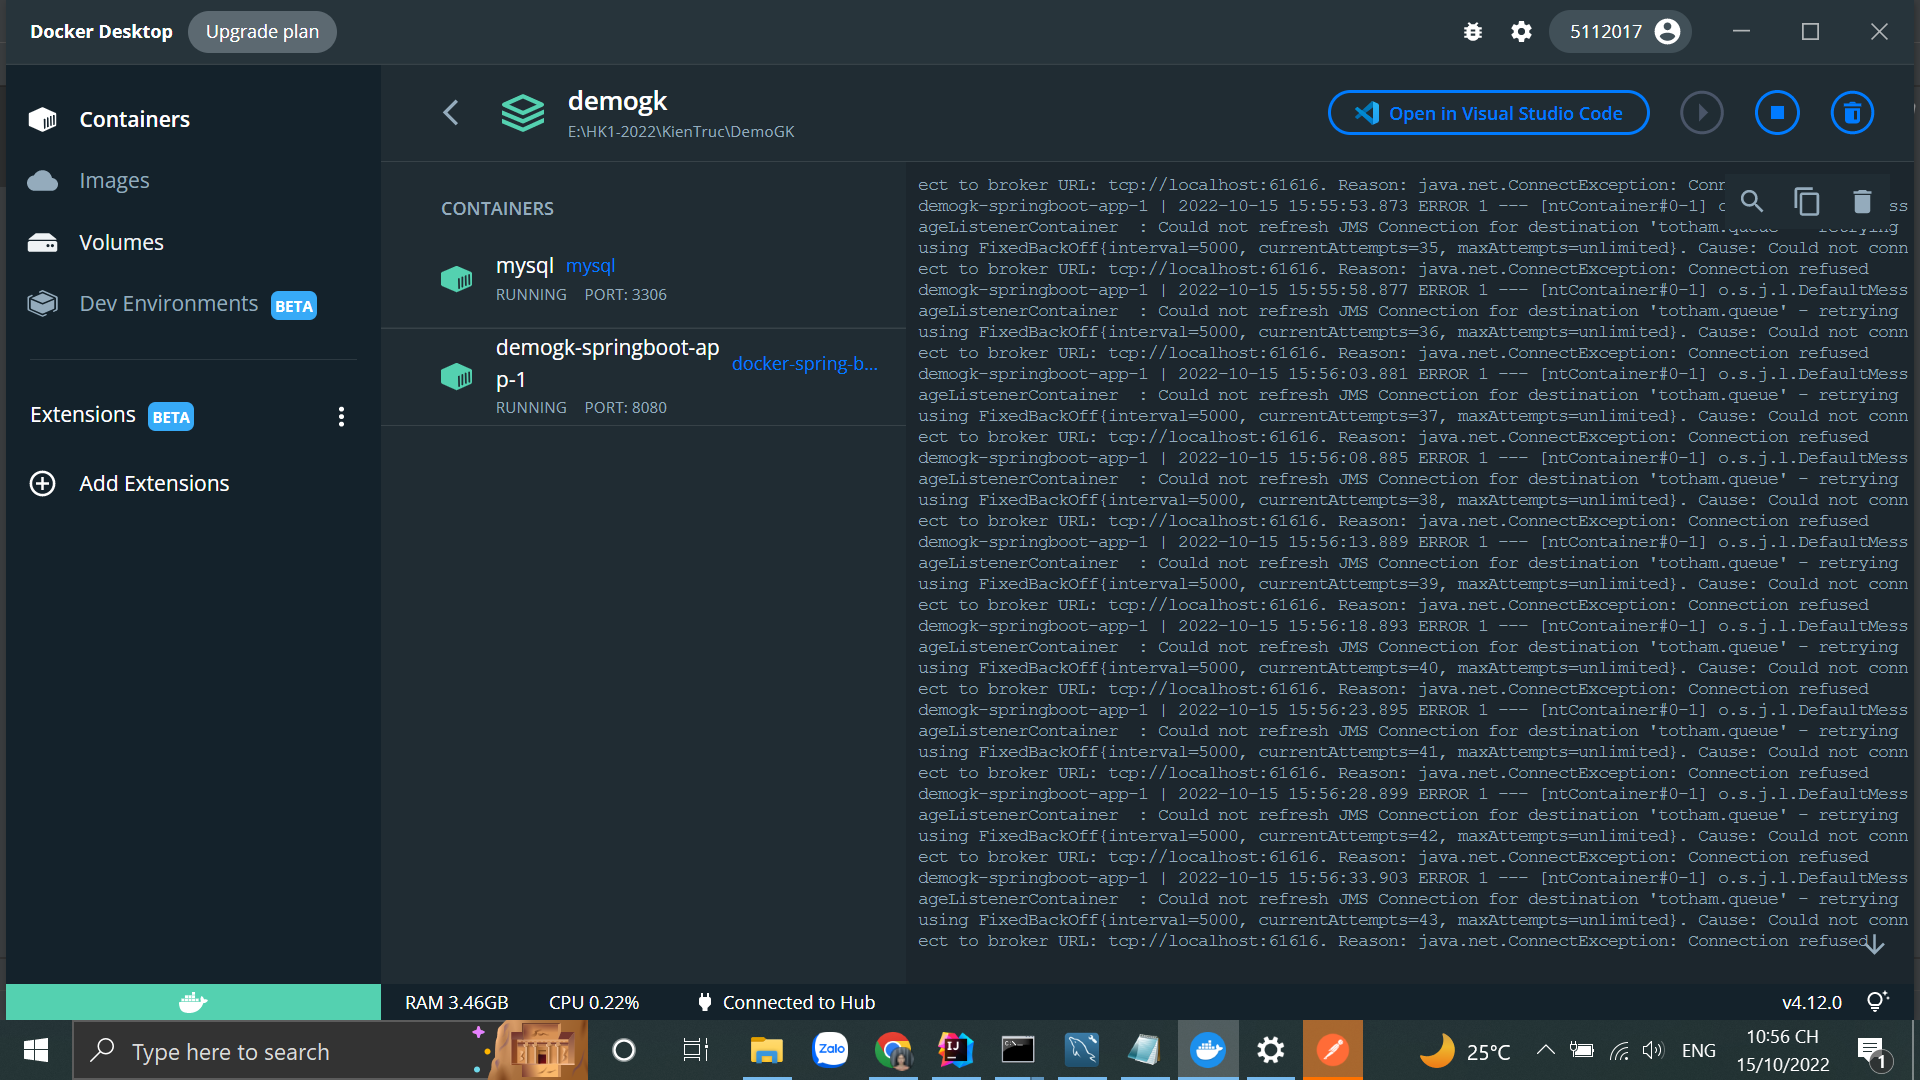 Docker Desktop
Upgrade plan
5112017
Containers
Images
Volumes
Dev Environments BETA
Extensions BETA
Add Extensions
demogk
E:\HK1-2022\KienTruc\DemoGK
Open in Visual Studio Code
CONTAINERS
mysql mysql
RUNNING PORT: 3306
demogk-springboot-ap
p-1
docker-spring-b...
RUNNING PORT: 8080
ect to broker URL: tcp://localhost:61616. Reason: java.net.ConnectException: Conn
demogk-springboot-app-1 | 2022-10-15 15:55:53.873 ERROR 1 --- [ntContainer#0-1]
ageListenerContainer  : Could not refresh JMS Connection for destination 'totham.queue' - retrying
using FixedBackOff{interval=5000, currentAttempts=35, maxAttempts=unlimited}. Cause: Could not conn
ect to broker URL: tcp://localhost:61616. Reason: java.net.ConnectException: Connection refused
demogk-springboot-app-1 | 2022-10-15 15:55:58.877 ERROR 1 --- [ntContainer#0-1] o.s.j.l.DefaultMess
ageListenerContainer  : Could not refresh JMS Connection for destination 'totham.queue' - retrying
using FixedBackOff{interval=5000, currentAttempts=36, maxAttempts=unlimited}. Cause: Could not conn
ect to broker URL: tcp://localhost:61616. Reason: java.net.ConnectException: Connection refused
demogk-springboot-app-1 | 2022-10-15 15:56:03.881 ERROR 1 --- [ntContainer#0-1] o.s.j.l.DefaultMess
ageListenerContainer  : Could not refresh JMS Connection for destination 'totham.queue' - retrying
using FixedBackOff{interval=5000, currentAttempts=37, maxAttempts=unlimited}. Cause: Could not conn
ect to broker URL: tcp://localhost:61616. Reason: java.net.ConnectException: Connection refused
demogk-springboot-app-1 | 2022-10-15 15:56:08.885 ERROR 1 --- [ntContainer#0-1] o.s.j.l.DefaultMess
ageListenerContainer  : Could not refresh JMS Connection for destination 'totham.queue' - retrying
using FixedBackOff{interval=5000, currentAttempts=38, maxAttempts=unlimited}. Cause: Could not conn
ect to broker URL: tcp://localhost:61616. Reason: java.net.ConnectException: Connection refused
demogk-springboot-app-1 | 2022-10-15 15:56:13.889 ERROR 1 --- [ntContainer#0-1] o.s.j.l.DefaultMess
ageListenerContainer  : Could not refresh JMS Connection for destination 'totham.queue' - retrying
using FixedBackOff{interval=5000, currentAttempts=39, maxAttempts=unlimited}. Cause: Could not conn
ect to broker URL: tcp://localhost:61616. Reason: java.net.ConnectException: Connection refused
demogk-springboot-app-1 | 2022-10-15 15:56:18.893 ERROR 1 --- [ntContainer#0-1] o.s.j.l.DefaultMess
ageListenerContainer  : Could not refresh JMS Connection for destination 'totham.queue' - retrying
using FixedBackOff{interval=5000, currentAttempts=40, maxAttempts=unlimited}. Cause: Could not conn
ect to broker URL: tcp://localhost:61616. Reason: java.net.ConnectException: Connection refused
demogk-springboot-app-1 | 2022-10-15 15:56:23.895 ERROR 1 --- [ntContainer#0-1] o.s.j.l.DefaultMess
ageListenerContainer  : Could not refresh JMS Connection for destination 'totham.queue' - retrying
using FixedBackOff{interval=5000, currentAttempts=41, maxAttempts=unlimited}. Cause: Could not conn
ect to broker URL: tcp://localhost:61616. Reason: java.net.ConnectException: Connection refused
demogk-springboot-app-1 | 2022-10-15 15:56:28.899 ERROR 1 --- [ntContainer#0-1] o.s.j.l.DefaultMess
ageListenerContainer  : Could not refresh JMS Connection for destination 'totham.queue' - retrying
using FixedBackOff{interval=5000, currentAttempts=42, maxAttempts=unlimited}. Cause: Could not conn
ect to broker URL: tcp://localhost:61616. Reason: java.net.ConnectException: Connection refused
demogk-springboot-app-1 | 2022-10-15 15:56:33.903 ERROR 1 --- [ntContainer#0-1] o.s.j.l.DefaultMess
ageListenerContainer  : Could not refresh JMS Connection for destination 'totham.queue' - retrying
using FixedBackOff{interval=5000, currentAttempts=43, maxAttempts=unlimited}. Cause: Could not conn
ect to broker URL: tcp://localhost:61616. Reason: java.net.ConnectException: Connection refused
RAM 3.46GB CPU 0.22% Connected to Hub
v4.12.0
Type here to search
Zalo
IJ
25°C
ENG
10:56 CH
15/10/2022
1